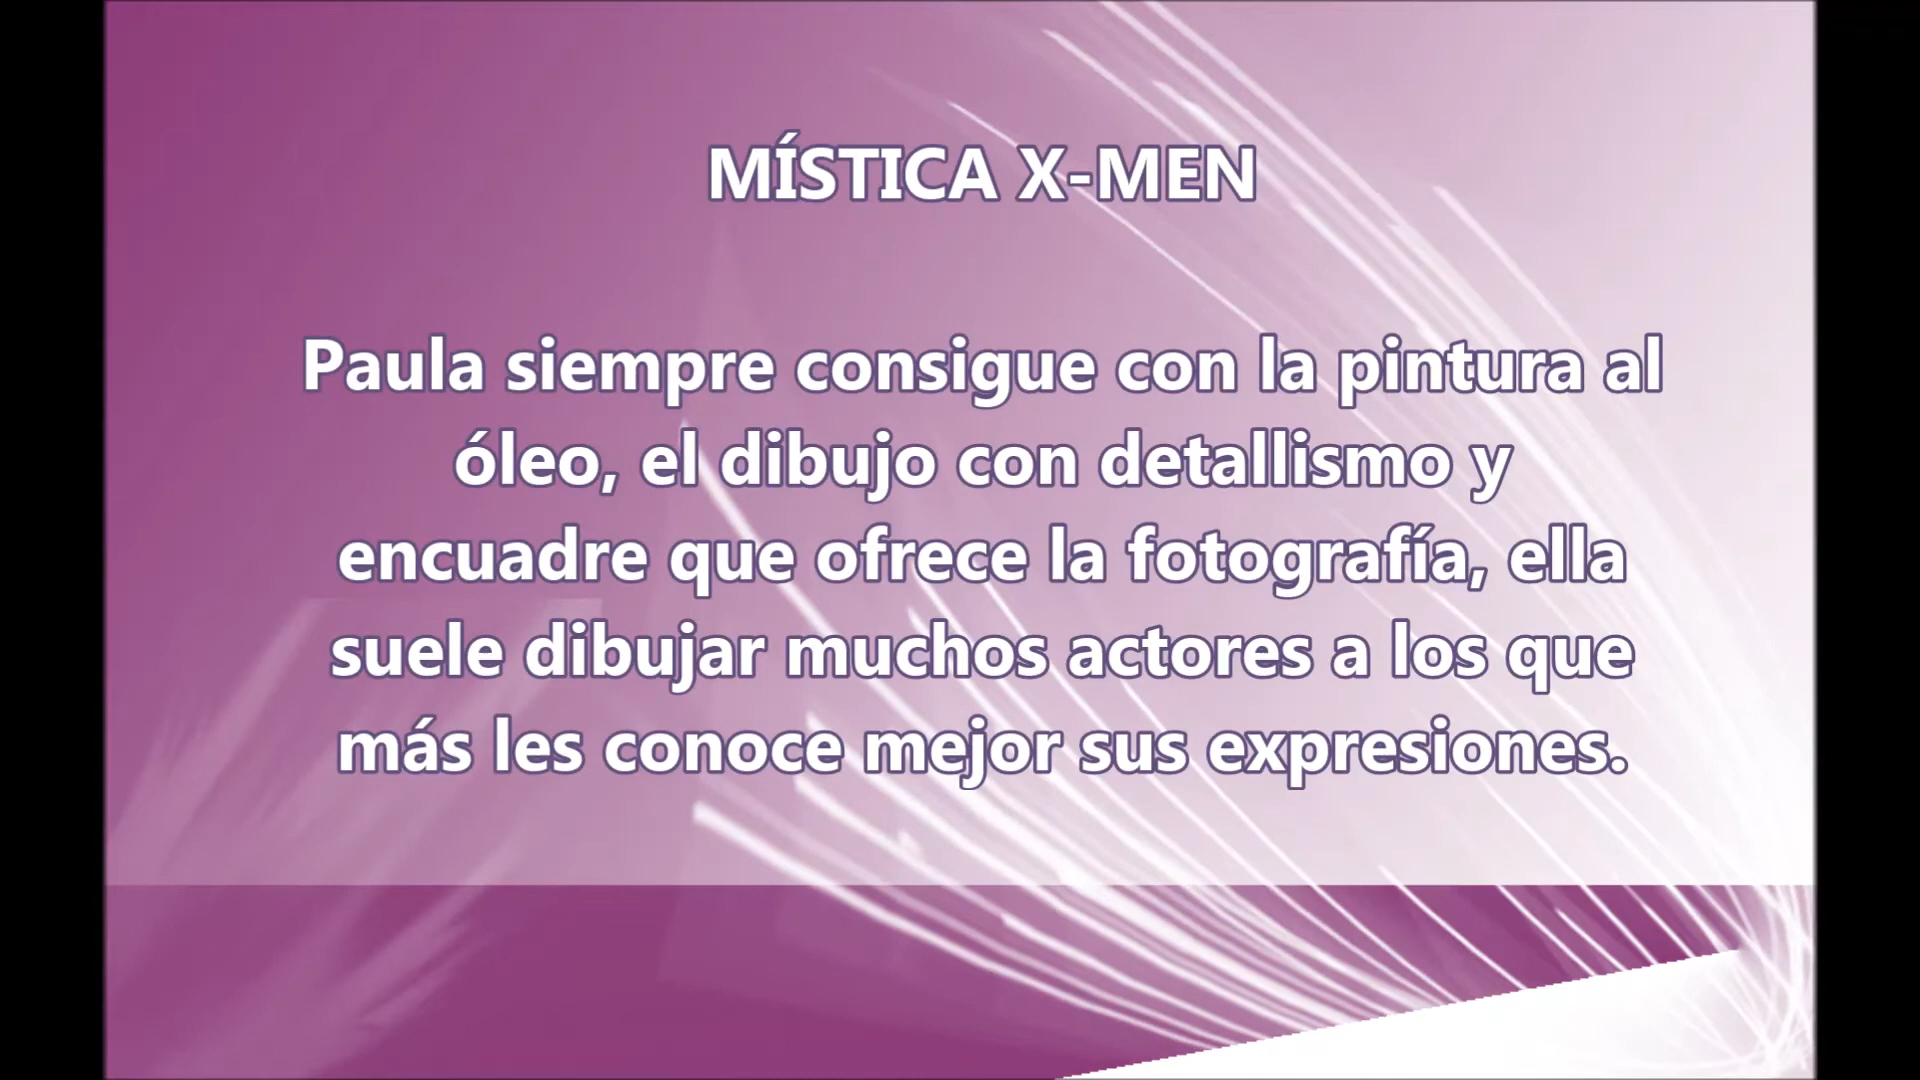 MÍSTICA X-MEN
Paula siempre consigue con la pintura al
óleo, el dibujo con detallismo y
encuadre que ofrece la fotografía, ella
suele dibujar muchos actores a los que
más les conoce mejor sus expresiones.